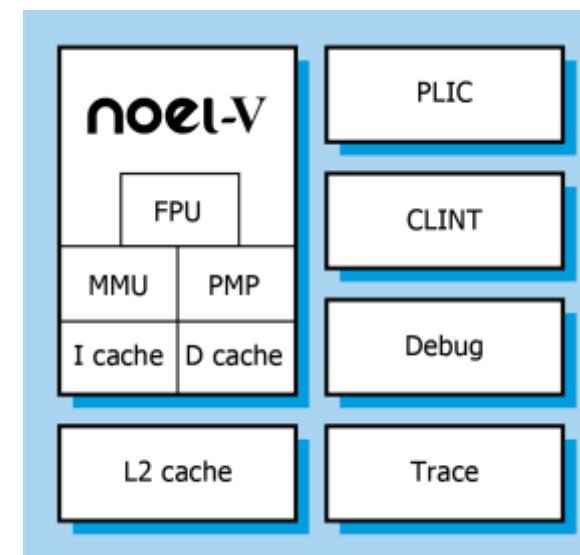 noel-V
FPU
MMU PMP
I cache D cache
L2 cache
PLIC
CLINT
Debug
Trace